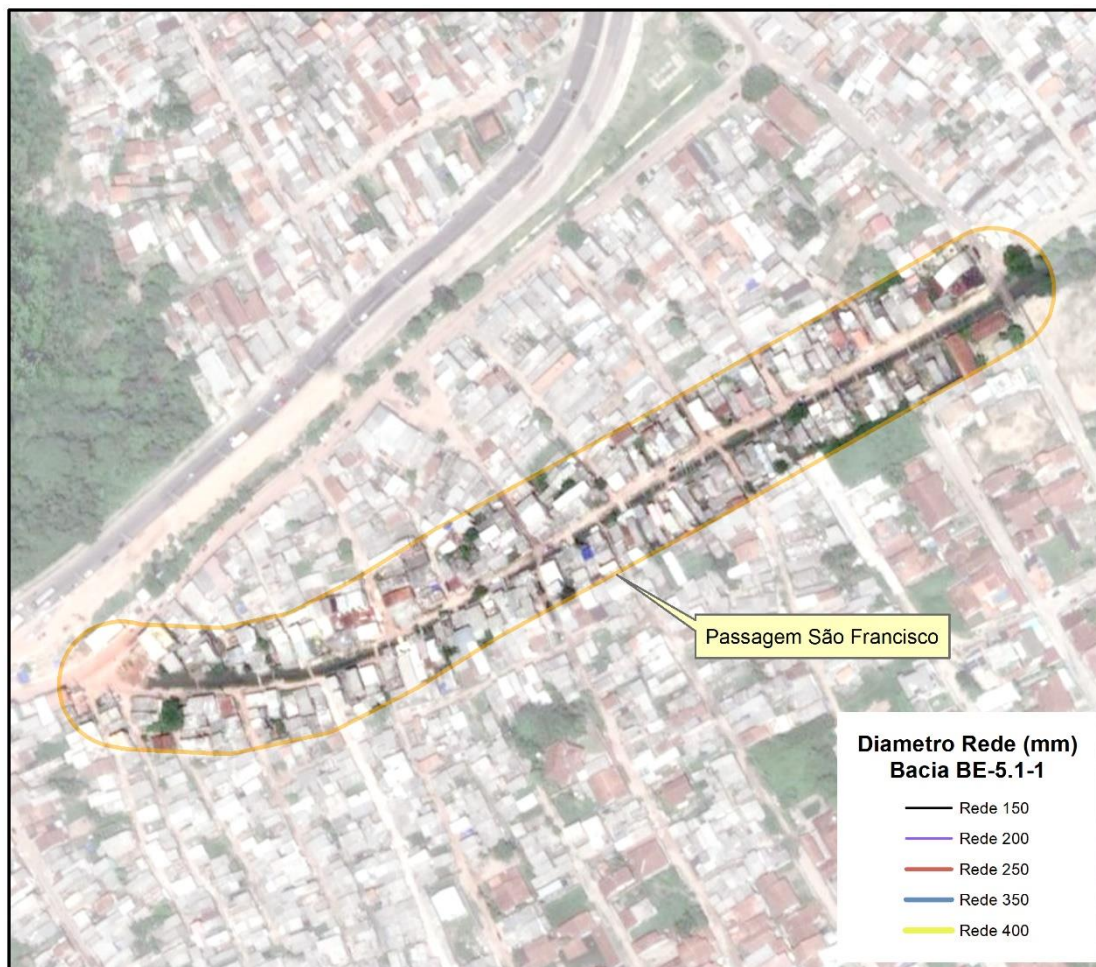 Passagem São Francisco
Diametro Rede (mm)
Bacia BE-5.1-1
Rede 150
Rede 200
Rede 250
Rede 350
Rede 400